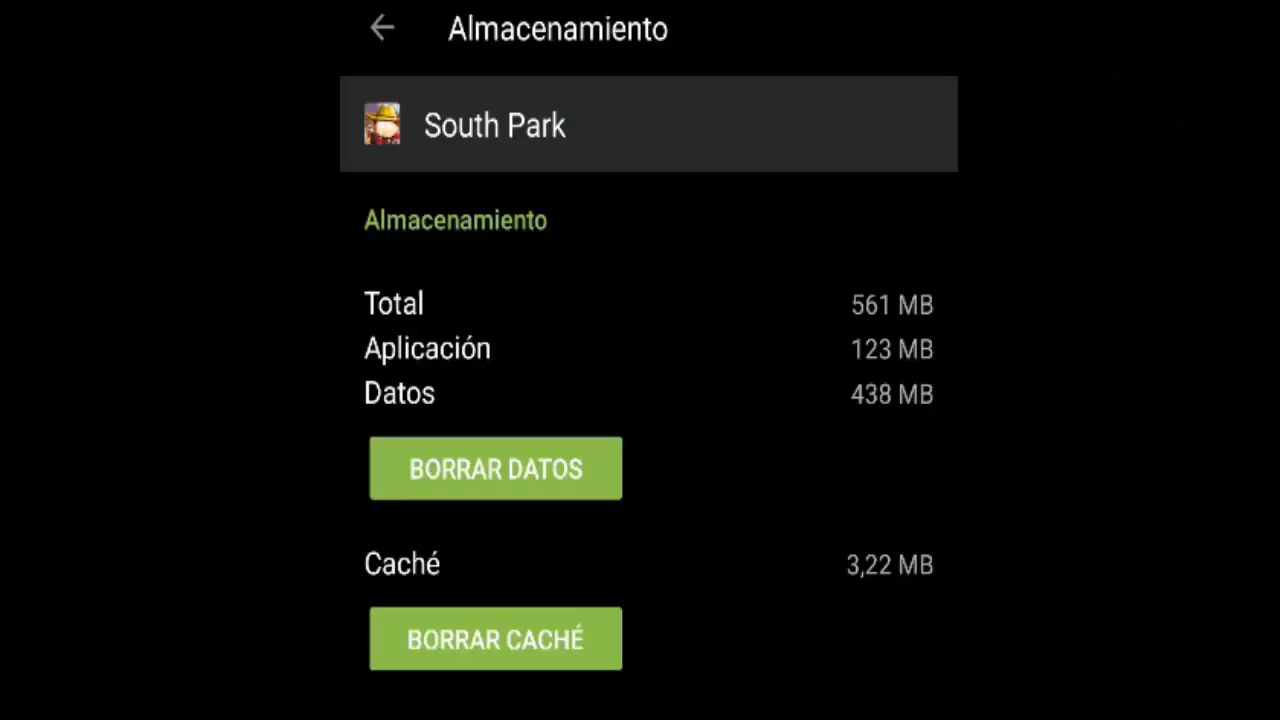 Almacenamiento
South Park
Almacenamiento
Total 561 MB
Aplicación 123 MB
Datos 438 MB
BORRAR DATOS
Caché 3,22 MB
BORRAR CACHÉ